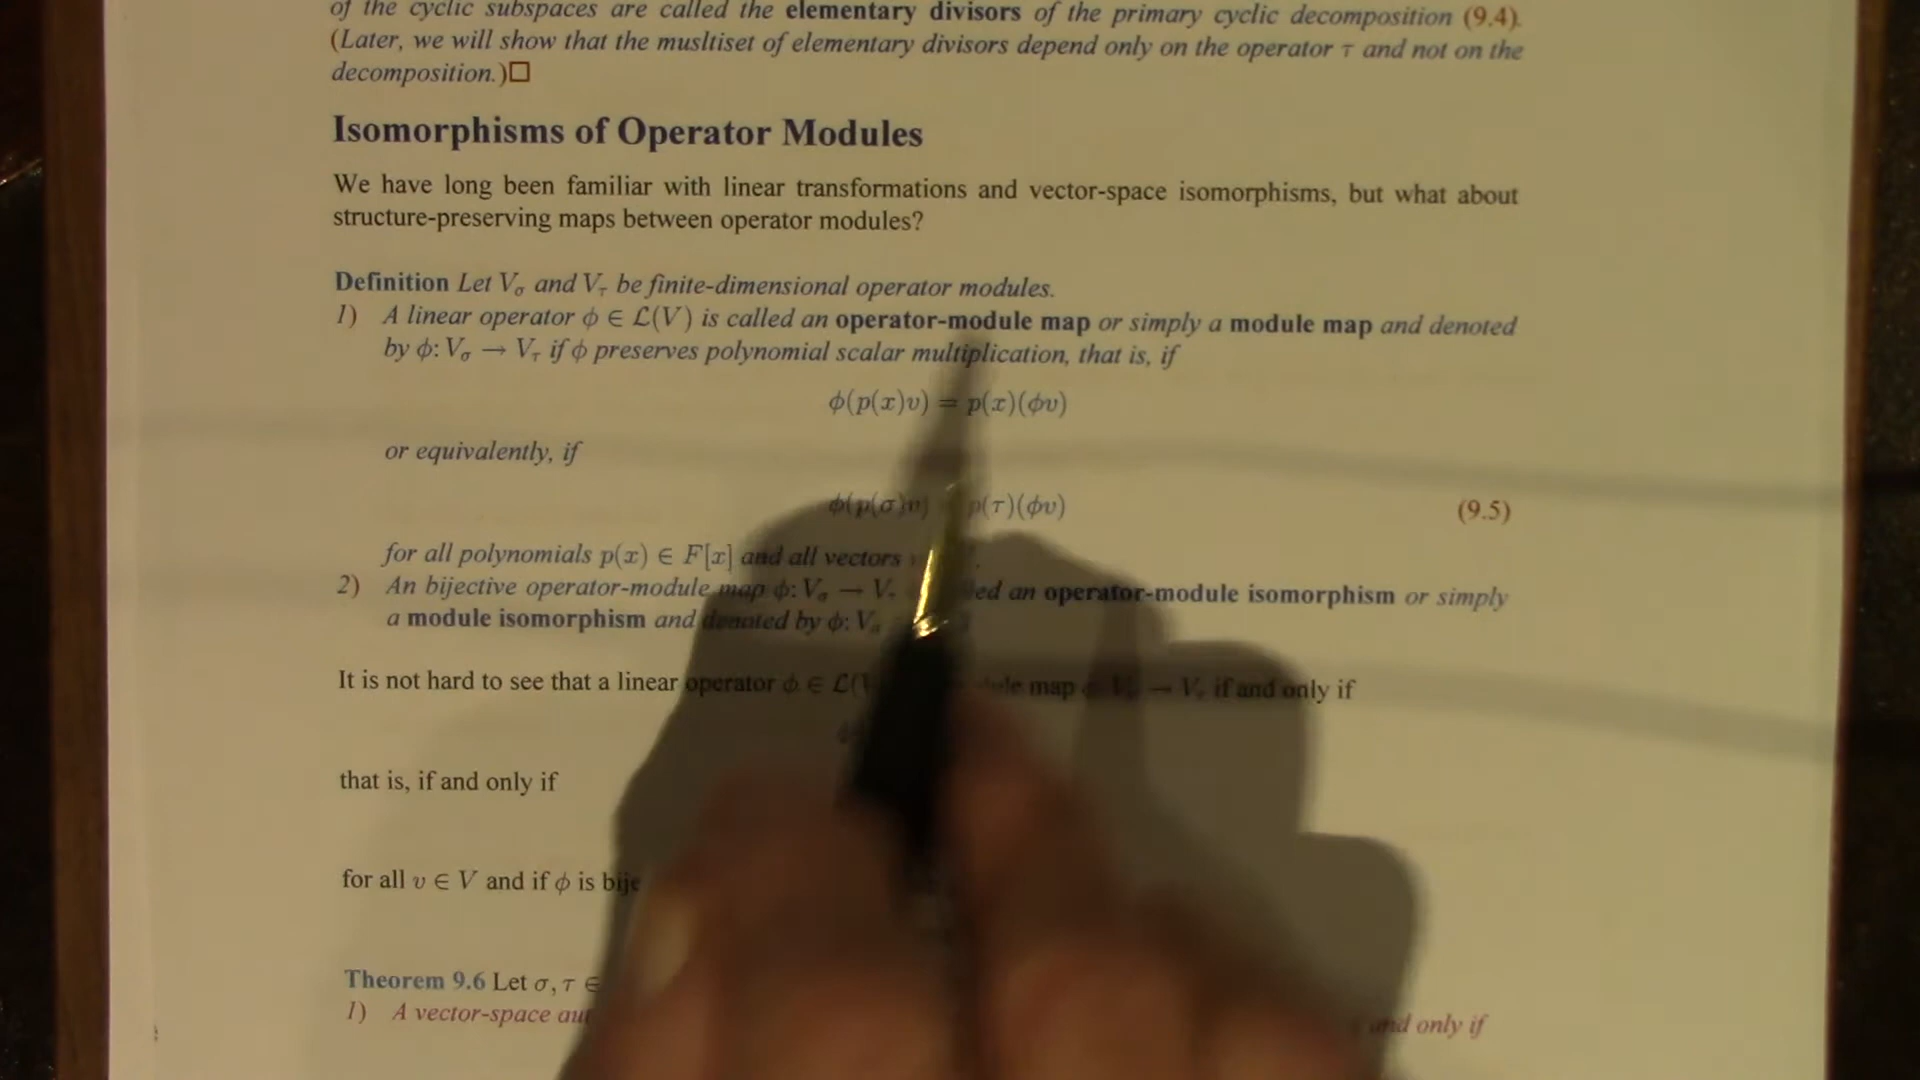 of the cyclic subspaces are called the elementary divisors of the primary cyclic decomposition (9.4).
(Later, we will show that the musltiset of elementary divisors depend only on the operator τ and not on the
decomposition.)□
Isomorphisms of Operator Modules
We have long been familiar with linear transformations and vector-space isomorphisms, but what about
structure-preserving maps between operator modules?
Definition Let V_σ and V_τ be finite-dimensional operator modules.
1) A linear operator ϕ ∈ ℒ(V) is called an operator-module map or simply a module map and denoted
by ϕ: V_σ → V_τ if ϕ preserves polynomial scalar multiplication, that is, if
ϕ(p(x)v) = p(x)(ϕv)
or equivalently, if
ϕ(p(σ)v) p(τ)(ϕv)
(9.5)
for all polynomials p(x) ∈ F[x] and all vectors
2) An bijective operator-module map ϕ: V_σ → V an operator-module isomorphism or simply
a module isomorphism and denoted by ϕ: V_σ
It is not hard to see that a linear operator ϕ ∈ ℒ( map → V_τ if and only if
that is, if and only if
for all v ∈ V and if ϕ is
Theorem 9.6 Let σ, τ ∈
1) A vector-space and only if